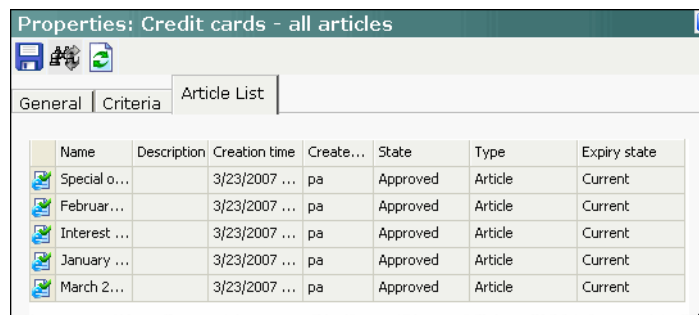 Properties: Credit cards - all articles
General Criteria Article List
Name Description Creation time Create... State Type Expiry state
Special o... 3/23/2007 ... pa Approved Article Current
Februar... 3/23/2007 ... pa Approved Article Current
Interest ... 3/23/2007 ... pa Approved Article Current
January ... 3/23/2007 ... pa Approved Article Current
March 2... 3/23/2007 ... pa Approved Article Current